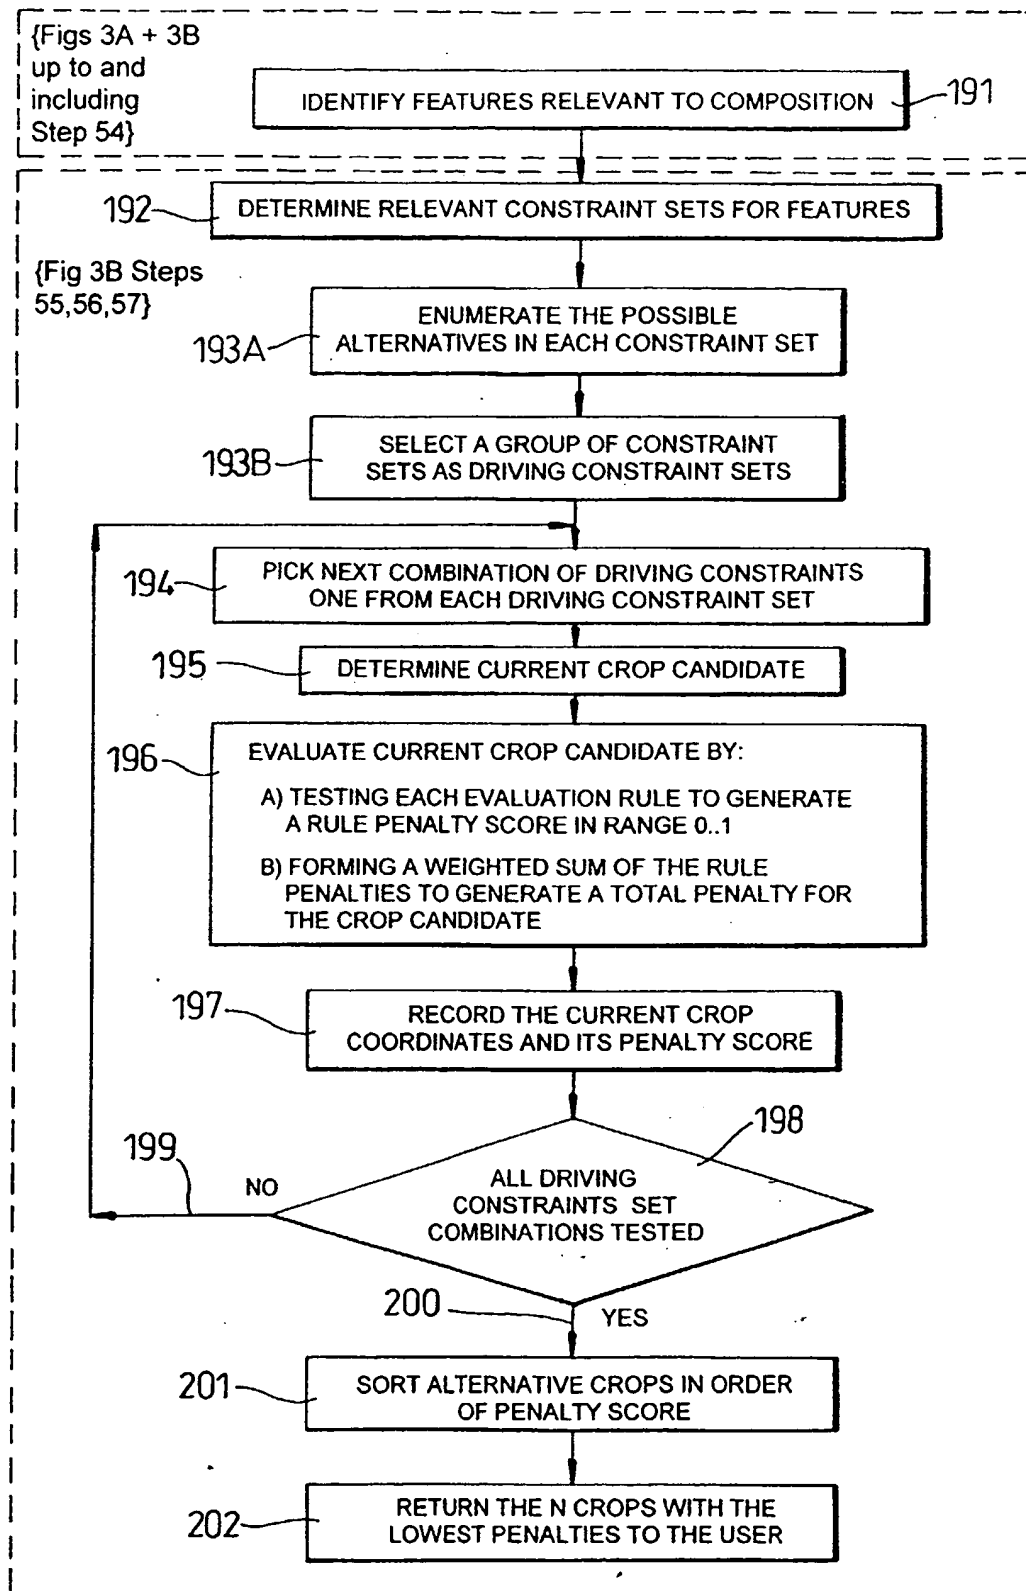 {Figs 3A + 3B
up to and
including
Step 54}
IDENTIFY FEATURES RELEVANT TO COMPOSITION
191
192
DETERMINE RELEVANT CONSTRAINT SETS FOR FEATURES
{Fig 3B Steps
55,56,57}
ENUMERATE THE POSSIBLE
ALTERNATIVES IN EACH CONSTRAINT SET
193A
SELECT A GROUP OF CONSTRAINT
SETS AS DRIVING CONSTRAINT SETS
193B
PICK NEXT COMBINATION OF DRIVING CONSTRAINTS
ONE FROM EACH DRIVING CONSTRAINT SET
194
195
DETERMINE CURRENT CROP CANDIDATE
196
EVALUATE CURRENT CROP CANDIDATE BY:
A) TESTING EACH EVALUATION RULE TO GENERATE
A RULE PENALTY SCORE IN RANGE 0..1
B) FORMING A WEIGHTED SUM OF THE RULE
PENALTIES TO GENERATE A TOTAL PENALTY FOR
THE CROP CANDIDATE
197
RECORD THE CURRENT CROP
COORDINATES AND ITS PENALTY SCORE
198
199
NO
ALL DRIVING
CONSTRAINTS SET
COMBINATIONS TESTED
200
YES
201
SORT ALTERNATIVE CROPS IN ORDER
OF PENALTY SCORE
202
RETURN THE N CROPS WITH THE
LOWEST PENALTIES TO THE USER